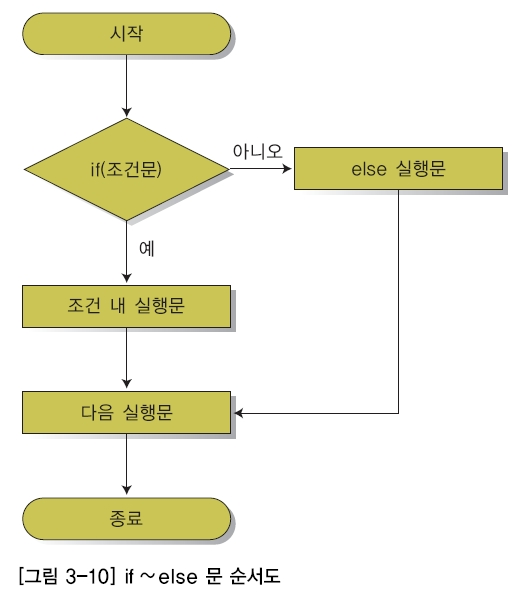 시작
if(조건문)
아니오
else 실행문
예
조건 내 실행문
다음 실행문
종료
[그림 3-10] if ~ else 문 순서도